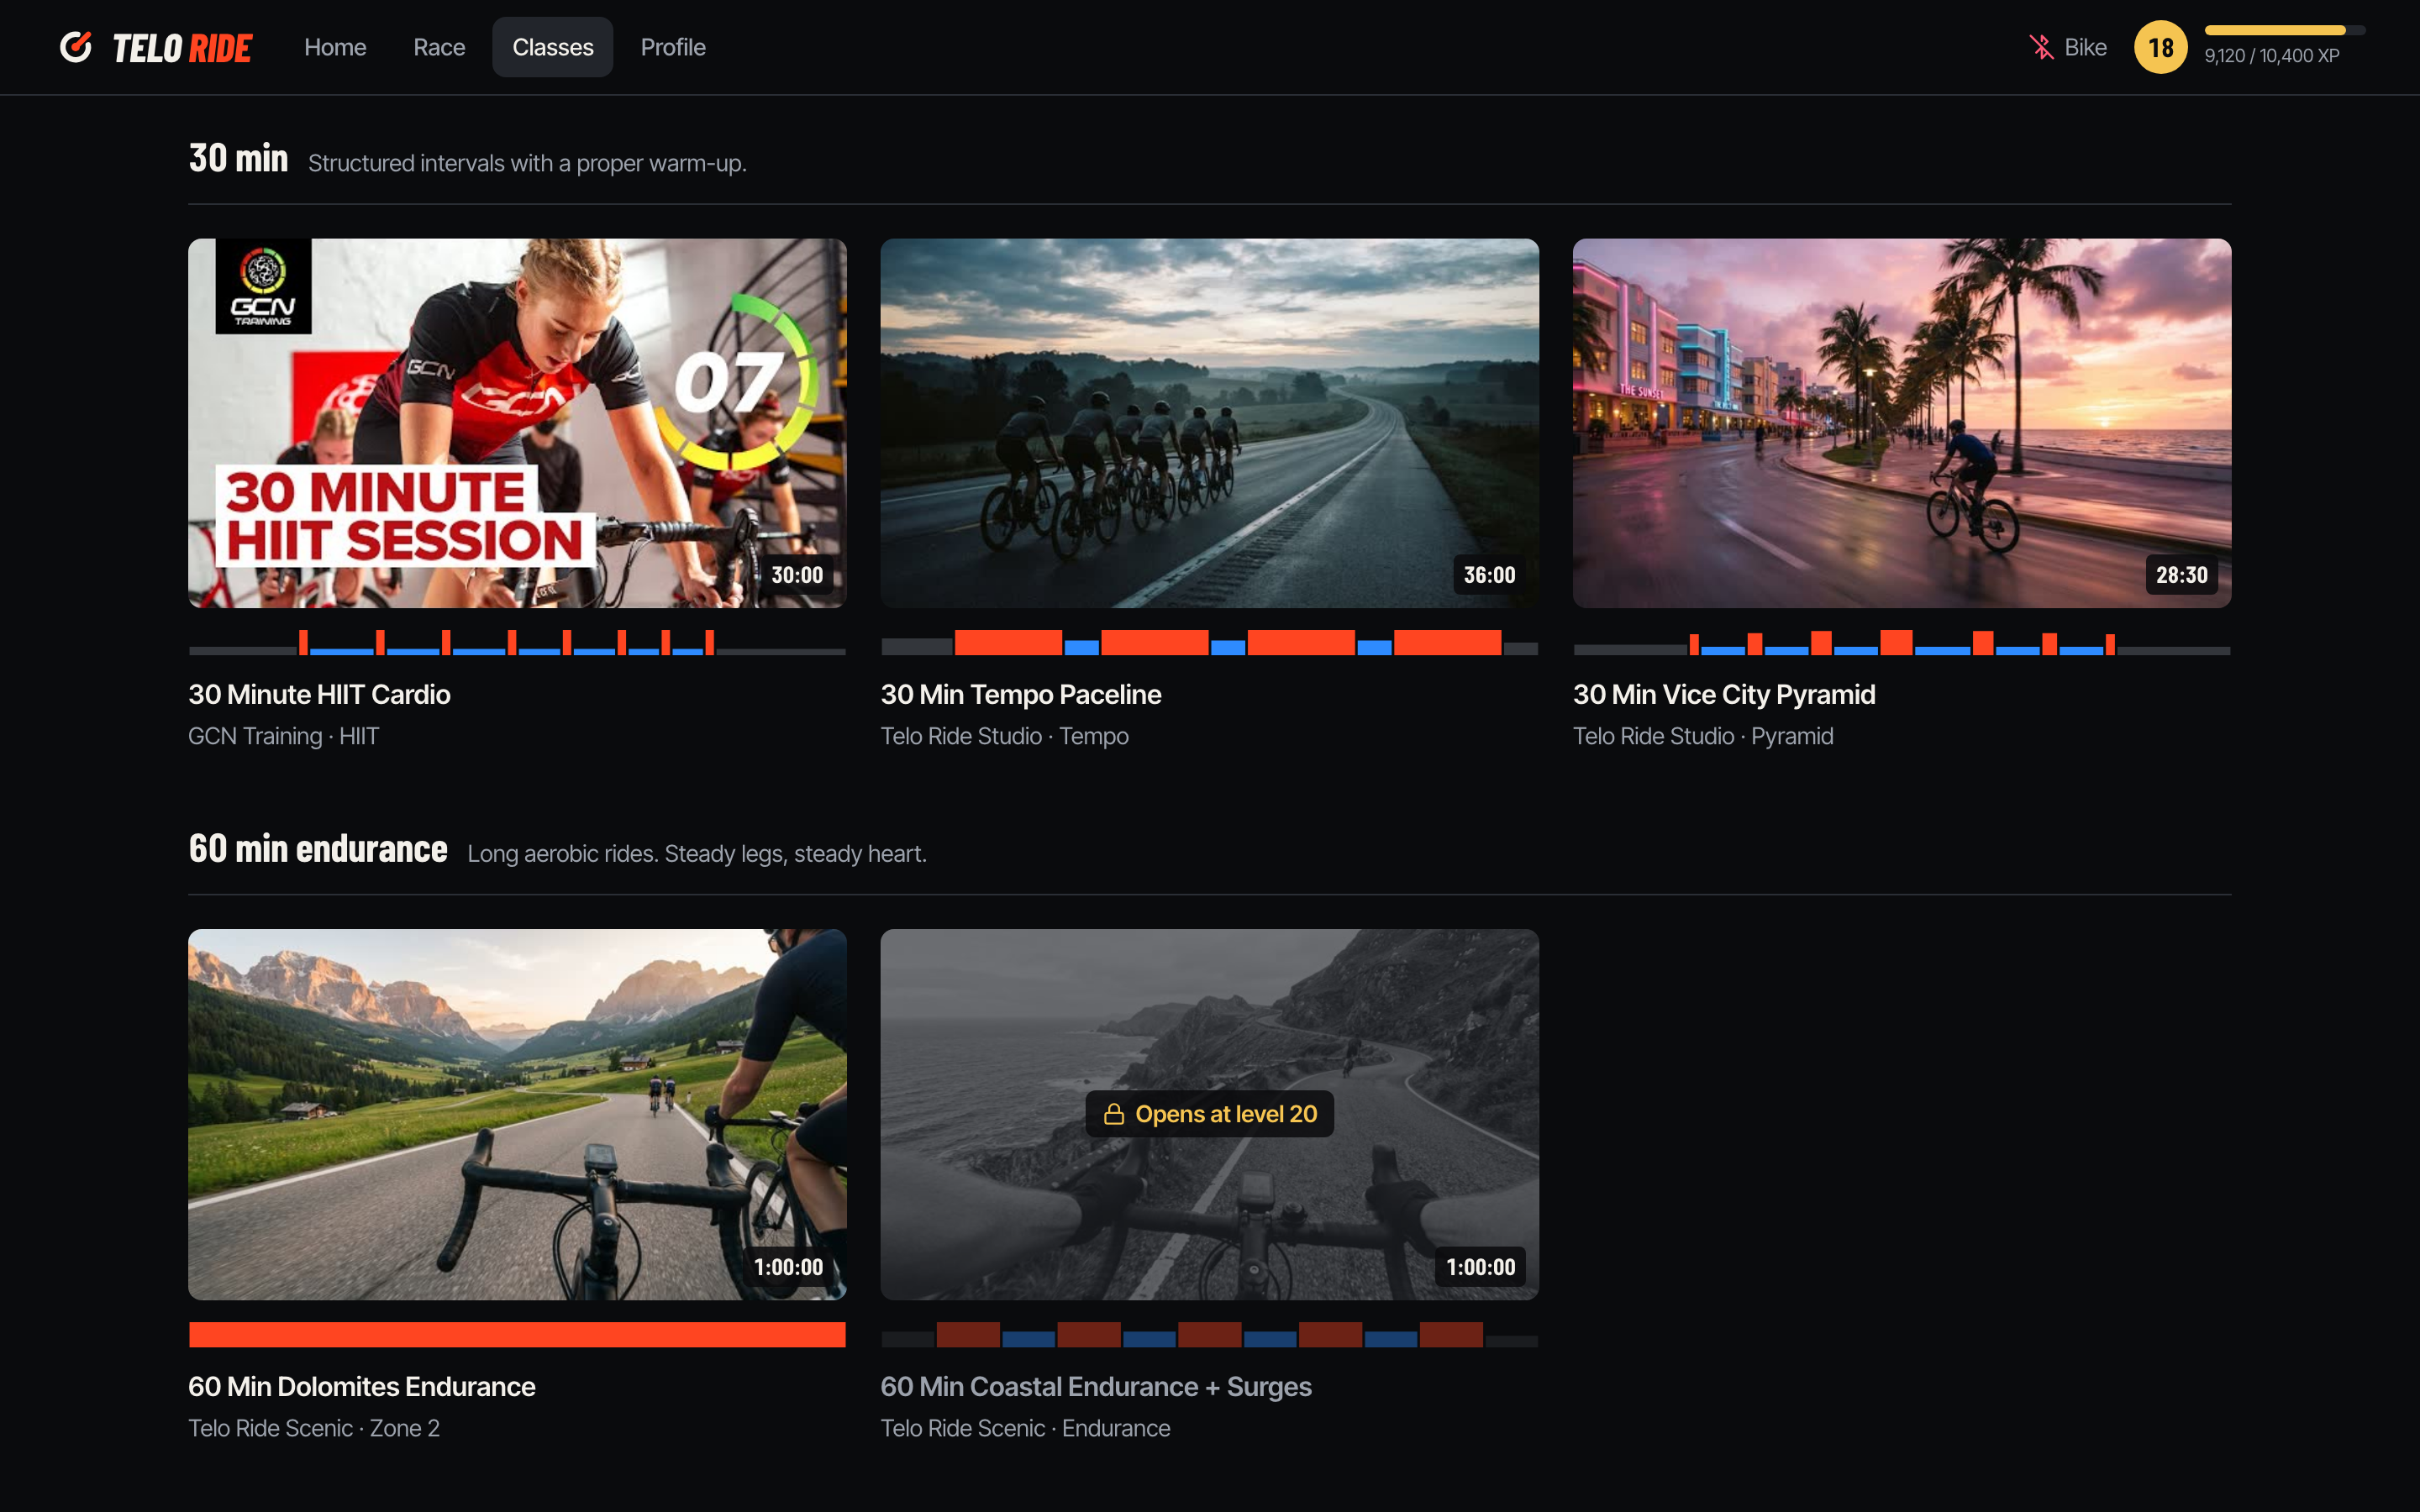 TELO RIDE Home Race Classes Profile Bike 18 9,120 / 10,400 XP
30 min Structured intervals with a proper warm-up.
GCN
TRAINING
GCN
GCN
07
30 MINUTE
HIIT SESSION
30:00
THE SUNSET
36:00
28:30
30 Minute HIIT Cardio
GCN Training · HIIT
30 Min Tempo Paceline
Telo Ride Studio · Tempo
30 Min Vice City Pyramid
Telo Ride Studio · Pyramid
60 min endurance Long aerobic rides. Steady legs, steady heart.
1:00:00
Opens at level 20
1:00:00
60 Min Dolomites Endurance
Telo Ride Scenic · Zone 2
60 Min Coastal Endurance + Surges
Telo Ride Scenic · Endurance